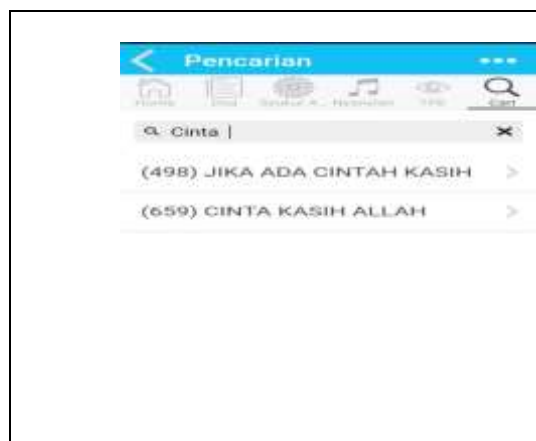 Pencarian
Home
Cari
Cinta
(498) JIKA ADA CINTAH KASIH
(659) CINTA KASIH ALLAH